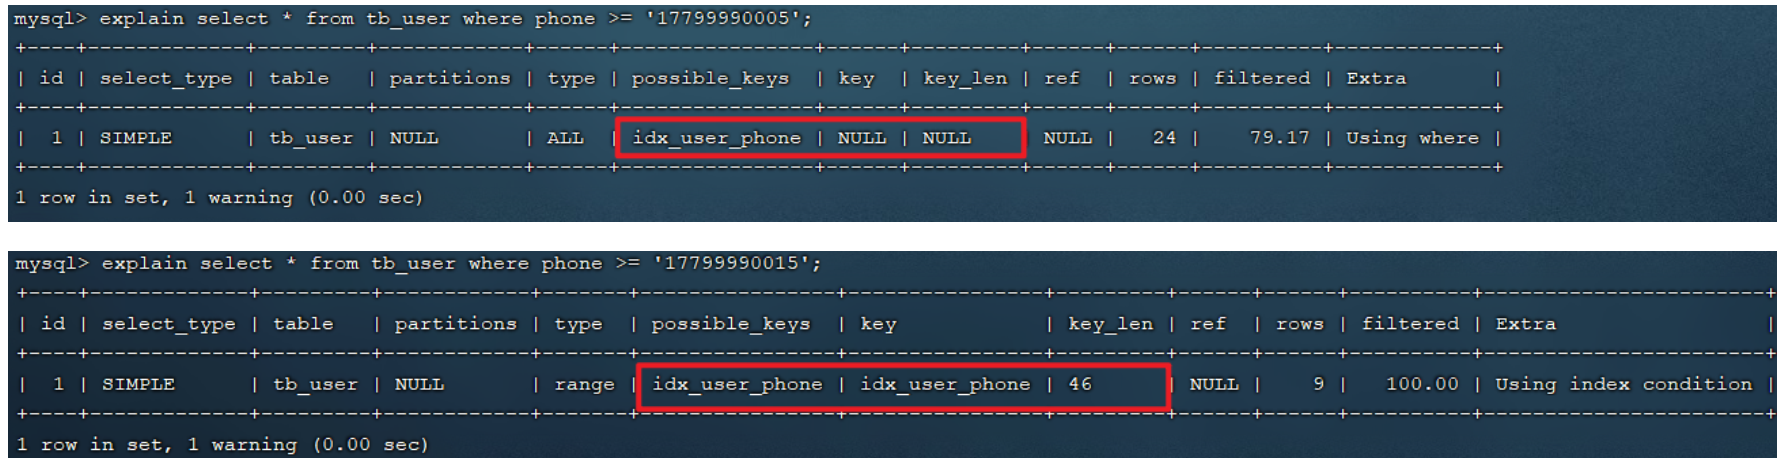 mysql> explain select * from tb_user where phone >= '17799990005';
+----+-------------+---------+------------+------+----------------+------+---------+------+------+----------+-------------+
| id | select_type | table   | partitions | type | possible_keys  | key  | key_len | ref  | rows | filtered | Extra       |
+----+-------------+---------+------------+------+----------------+------+---------+------+------+----------+-------------+
|  1 | SIMPLE      | tb_user | NULL       | ALL  | idx_user_phone | NULL | NULL    | NULL |   24 |    79.17 | Using where |
+----+-------------+---------+------------+------+----------------+------+---------+------+------+----------+-------------+
1 row in set, 1 warning (0.00 sec)
mysql> explain select * from tb_user where phone >= '17799990015';
+----+-------------+---------+------------+-------+----------------+----------------+---------+------+------+----------+-----------------------+
| id | select_type | table   | partitions | type  | possible_keys  | key            | key_len | ref  | rows | filtered | Extra                 |
+----+-------------+---------+------------+-------+----------------+----------------+---------+------+------+----------+-----------------------+
|  1 | SIMPLE      | tb_user | NULL       | range | idx_user_phone | idx_user_phone | 46      | NULL |    9 |   100.00 | Using index condition |
+----+-------------+---------+------------+-------+----------------+----------------+---------+------+------+----------+-----------------------+
1 row in set, 1 warning (0.00 sec)